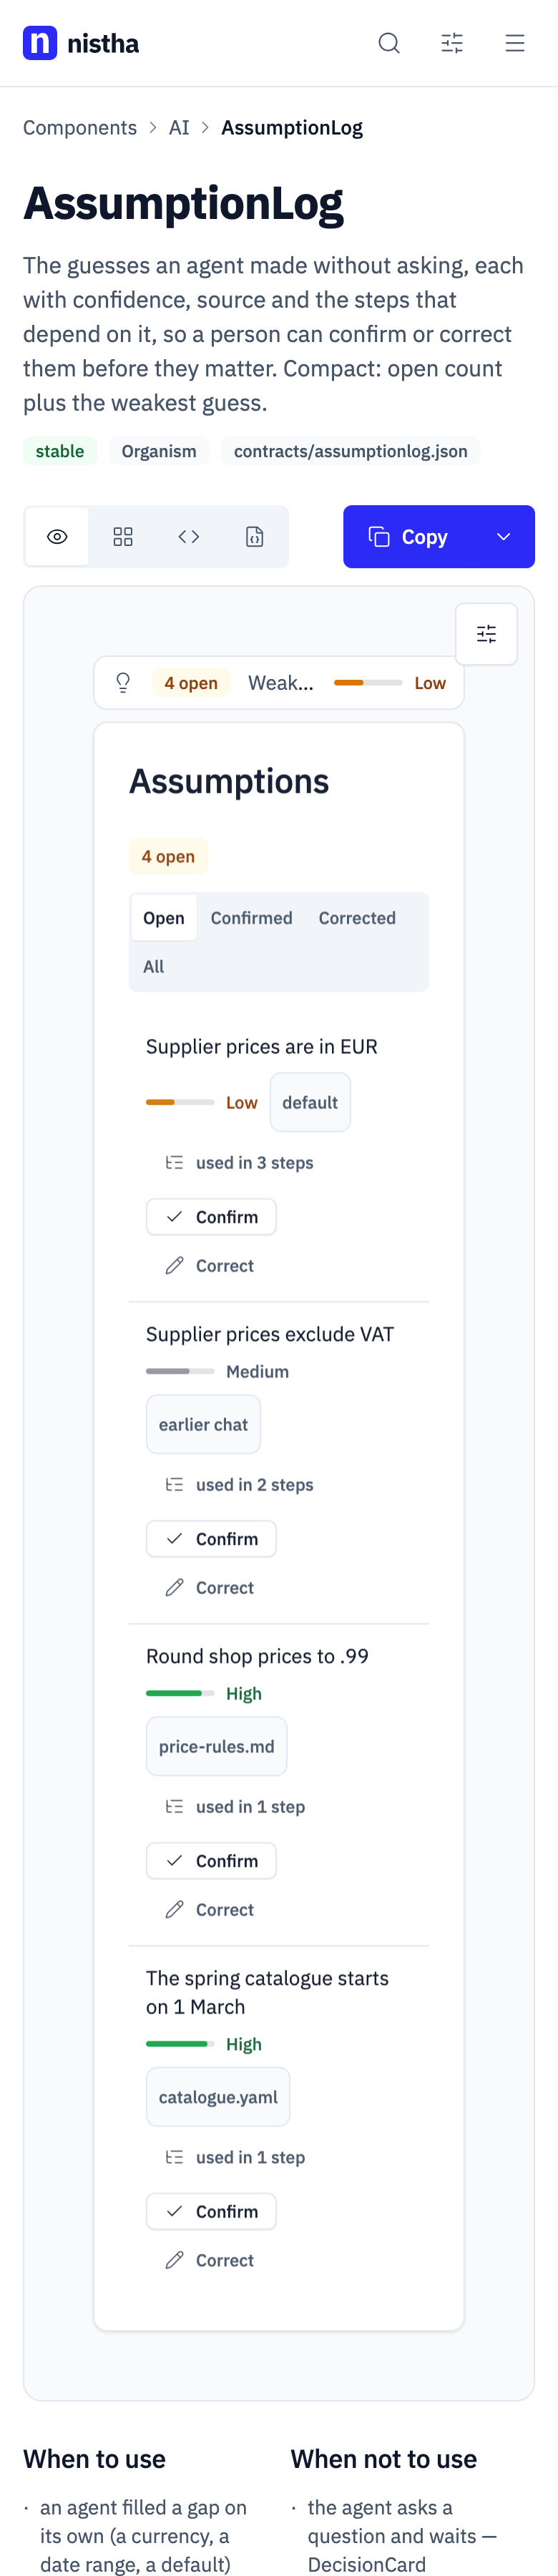 n nistha
Components > AI > AssumptionLog
AssumptionLog
The guesses an agent made without asking, each
with confidence, source and the steps that
depend on it, so a person can confirm or correct
them before they matter. Compact: open count
plus the weakest guess.
stable Organism contracts/assumptionlog.json
Copy
4 open Weak... Low
Assumptions
4 open
Open Confirmed Corrected
All
Supplier prices are in EUR
Low default
used in 3 steps
Confirm
Correct
Supplier prices exclude VAT
Medium
earlier chat
used in 2 steps
Confirm
Correct
Round shop prices to .99
High
price-rules.md
used in 1 step
Confirm
Correct
The spring catalogue starts
on 1 March
High
catalogue.yaml
used in 1 step
Confirm
Correct
When to use
· an agent filled a gap on
its own (a currency, a
date range, a default)
When not to use
· the agent asks a
question and waits —
DecisionCard